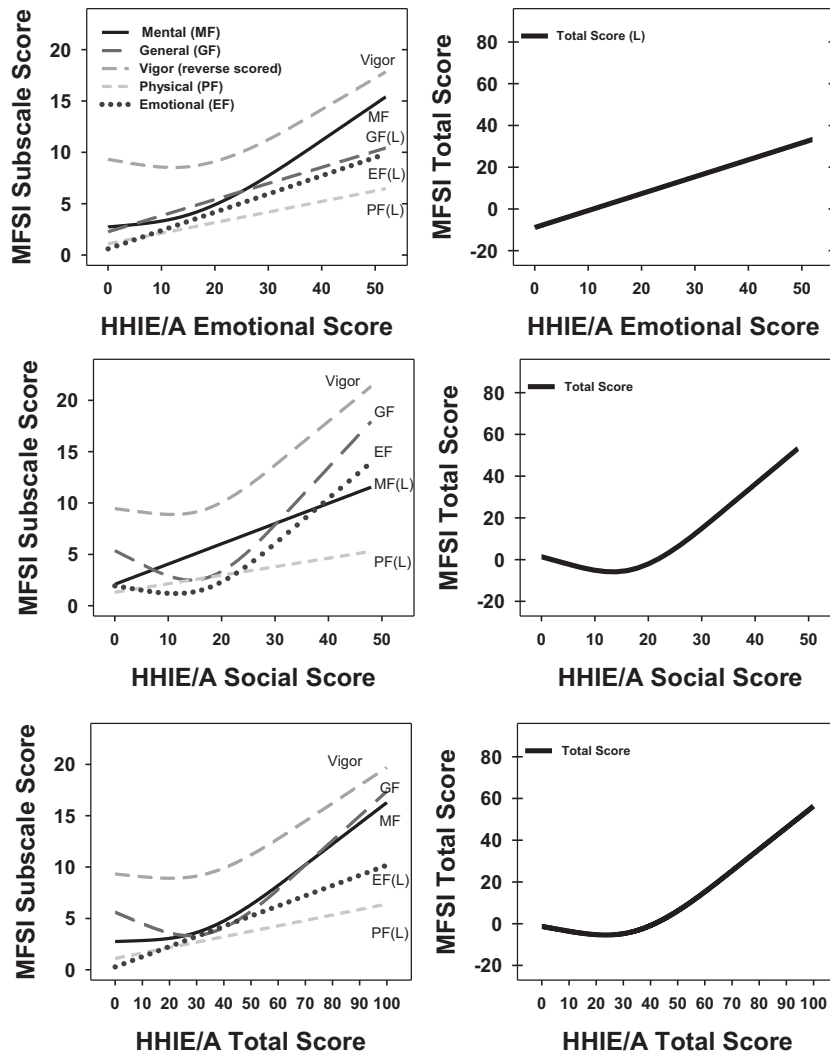 MFSI Subscale Score
20
15
10
5
0
Mental (MF)
General (GF)
Vigor (reverse scored)
Physical (PF)
Emotional (EF)
Vigor
MF
GF(L)
EF(L)
PF(L)
0 10 20 30 40 50
HHIE/A Emotional Score
MFSI Total Score
80
60
40
20
0
-20
Total Score (L)
0 10 20 30 40 50
HHIE/A Emotional Score
MFSI Subscale Score
20
15
10
5
0
Vigor
GF
EF
MF(L)
PF(L)
0 10 20 30 40 50
HHIE/A Social Score
MFSI Total Score
80
60
40
20
0
-20
Total Score
0 10 20 30 40 50
HHIE/A Social Score
MFSI Subscale Score
20
15
10
5
0
Vigor
GF
MF
EF(L)
PF(L)
0 10 20 30 40 50 60 70 80 90 100
HHIE/A Total Score
MFSI Total Score
80
60
40
20
0
-20
Total Score
0 10 20 30 40 50 60 70 80 90 100
HHIE/A Total Score